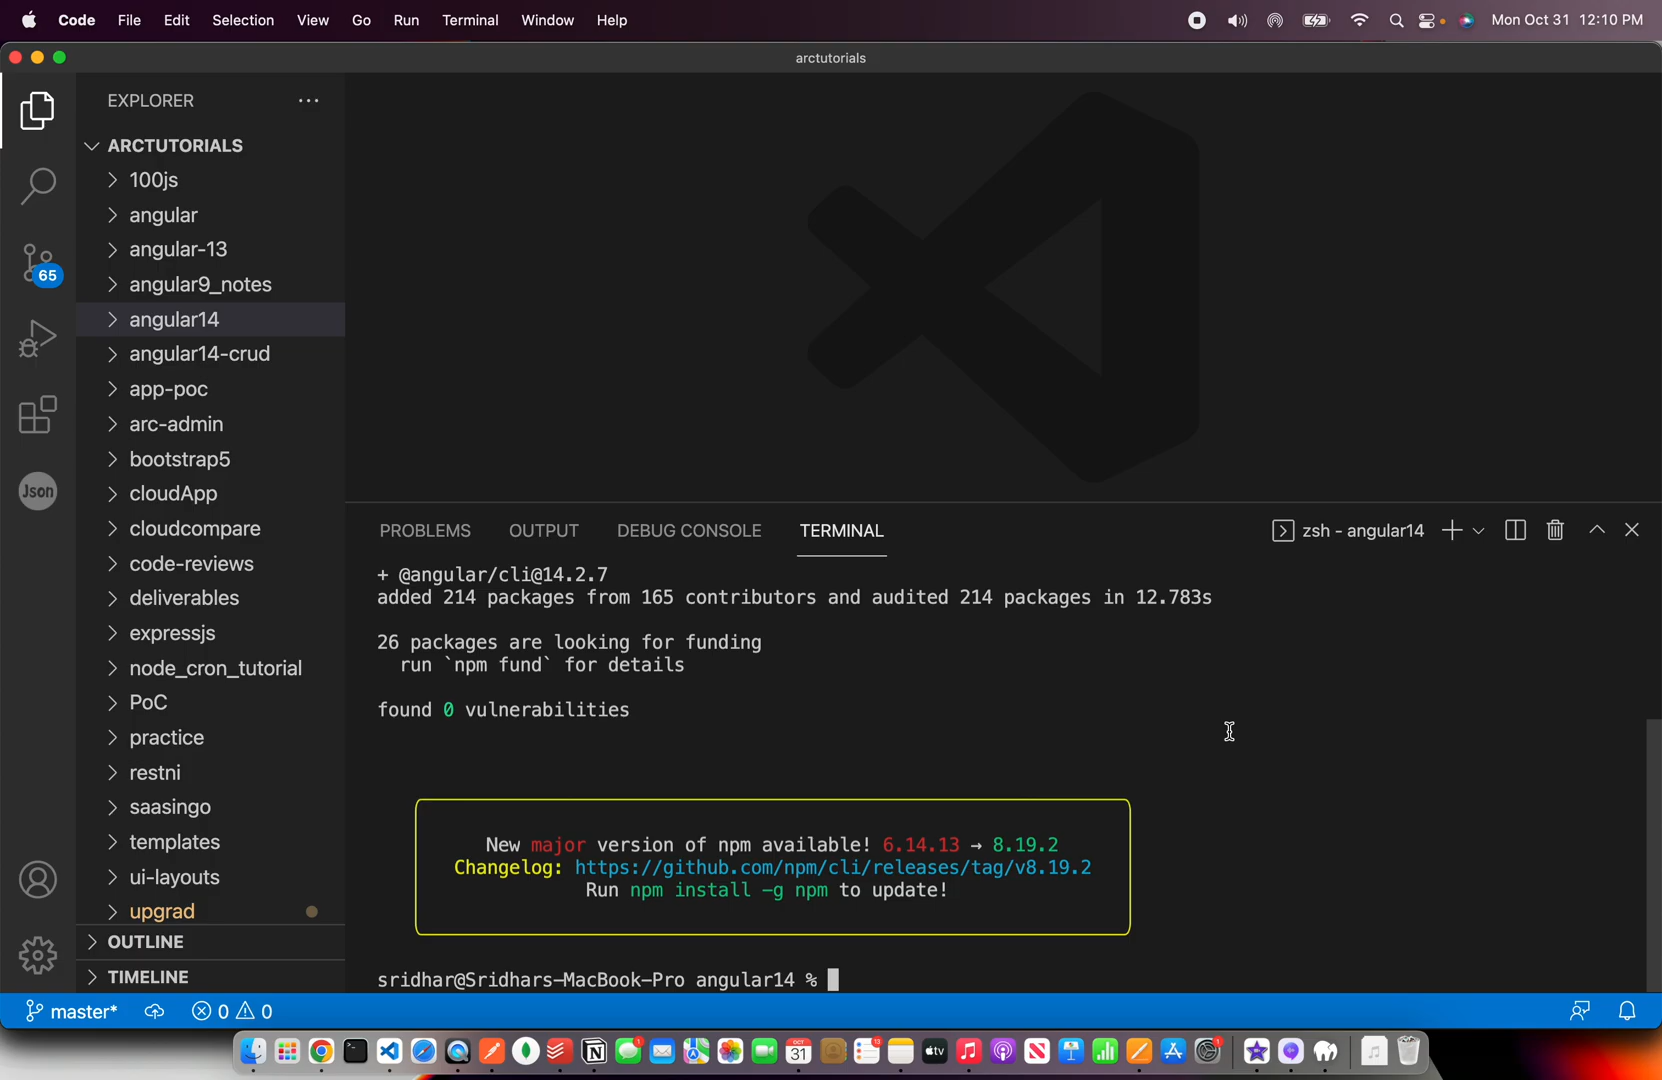 Code File Edit Selection View Go Run Terminal Window Help Mon Oct 31 12:10 PM
arctutorials
EXPLORER
ARCTUTORIALS
100js
angular
angular-13
angular9_notes
angular14
angular14-crud
app-poc
arc-admin
bootstrap5
cloudApp
cloudcompare
code-reviews
deliverables
expressjs
node_cron_tutorial
PoC
practice
restni
saasingo
templates
ui-layouts
upgrad
OUTLINE
TIMELINE
65
Json
PROBLEMS OUTPUT DEBUG CONSOLE TERMINAL zsh - angular14
+ @angular/cli@14.2.7
added 214 packages from 165 contributors and audited 214 packages in 12.783s
26 packages are looking for funding
run `npm fund` for details
found 0 vulnerabilities
New major version of npm available! 6.14.13 → 8.19.2
Changelog: https://github.com/npm/cli/releases/tag/v8.19.2
Run npm install -g npm to update!
sridhar@Sridhars-MacBook-Pro angular14 %
master* 0 0
OCT
31
tv